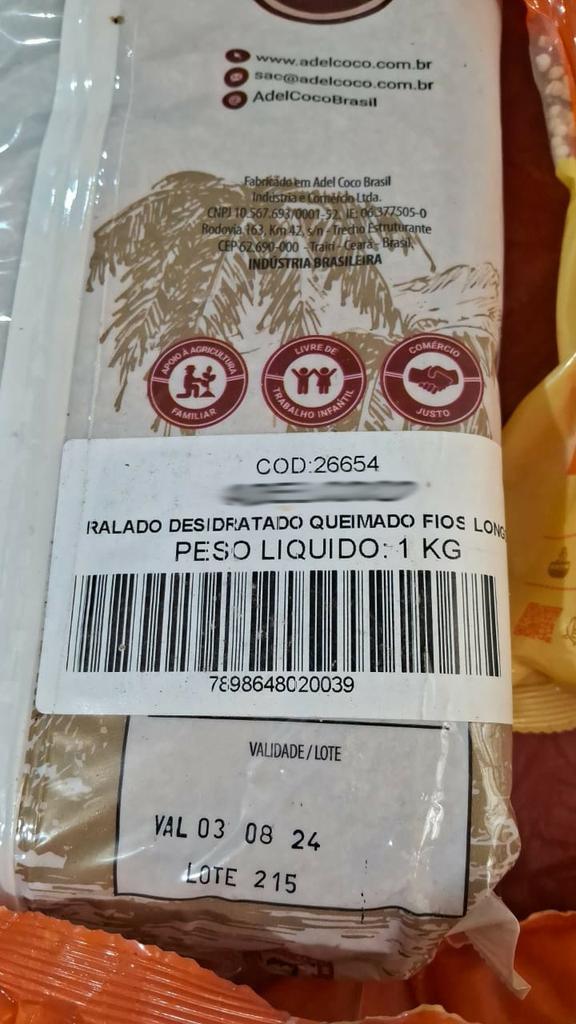 www.adelcoco.com.br
sac@adelcoco.com.br
AdelCocoBrasil
Fabricado em Adel Coco Brasil
Indústria e Comércio Ltda.
CNPJ 10.567.693/0001-52. IE: 06.377505-0
Rodovia 163, Km 42, s/n - Trecho Estruturante
CEP 62.690-000 - Trairi - Ceará - Brasil.
INDÚSTRIA BRASILEIRA
APOIO À AGRICULTURA
FAMILIAR
LIVRE DE
TRABALHO INFANTIL
COMÉRCIO
JUSTO
COD:26654
RALADO DESIDRATADO QUEIMADO FIOS LONG
PESO LIQUIDO: 1 KG
7898648020039
VALIDADE/LOTE
VAL 03 08 24
LOTE 215